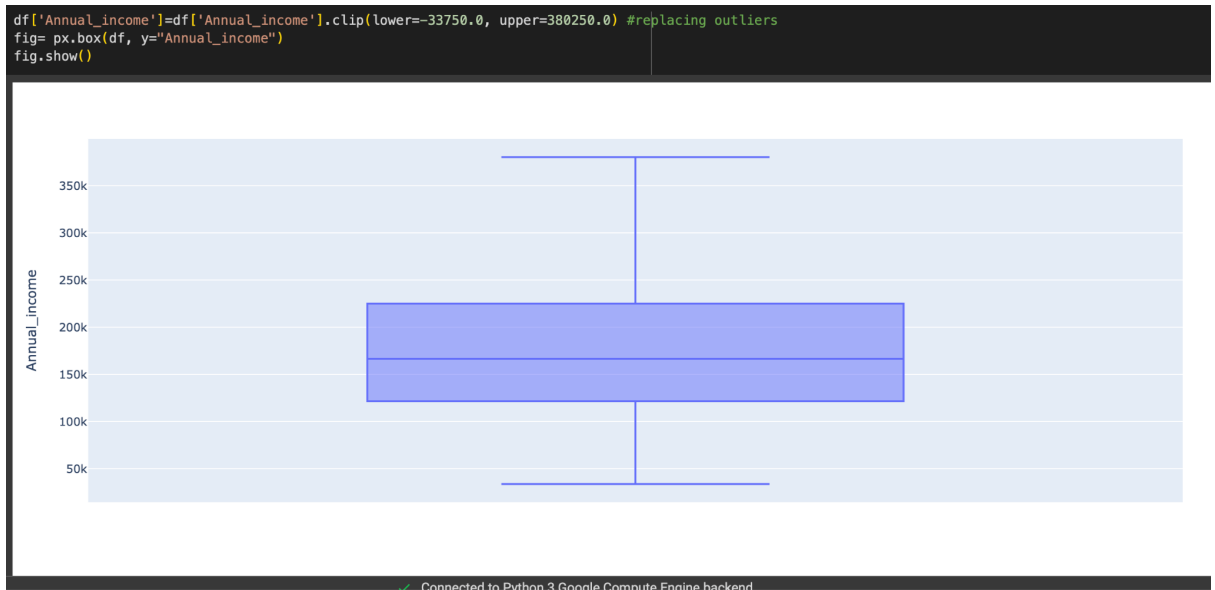 df['Annual_income']=df['Annual_income'].clip(lower=-33750.0, upper=380250.0) #replacing outliers
fig= px.box(df, y="Annual_income")
fig.show()
350k
300k
250k
200k
150k
100k
50k
Annual_income
Connected to Python 3 Google Compute Engine backend